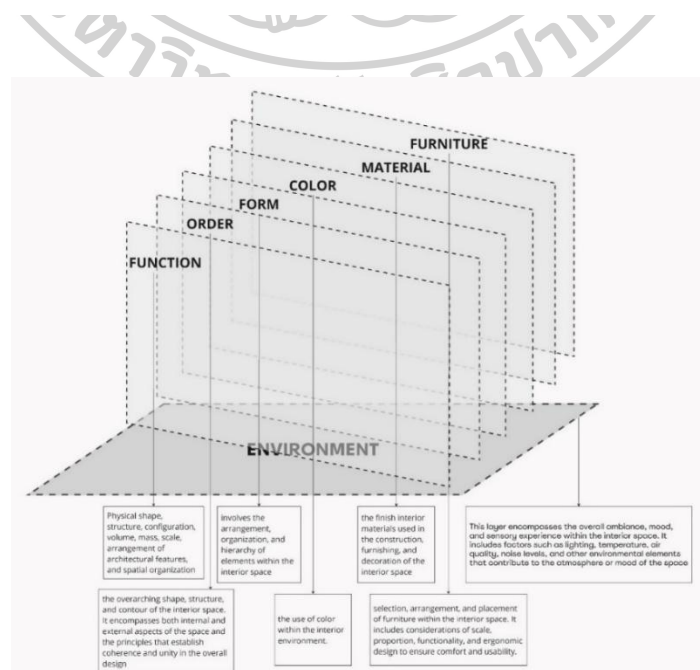 FURNITURE
MATERIAL
COLOR
FORM
ORDER
FUNCTION
ENVIRONMENT
Physical shape,
structure, configuration,
volume, mass, scale,
arrangement of
architectural features,
and spatial organization
involves the
arrangement,
organization, and
hierarchy of
elements within the
interior space
the finish interior
materials used in the
construction,
furnishing, and
decoration of the
interior space
This layer encompasses the overall ambiance, mood,
and sensory experience within the interior space. It
includes factors such as lighting, temperature, air
quality, noise levels, and other environmental elements
that contribute to the atmosphere or mood of the space
the overarching shape, structure,
and contour of the interior space.
It encompasses both internal and
external aspects of the space and
the principles that establish
coherence and unity in the overall
design
the use of color
within the interior
environment.
selection, arrangement, and placement
of furniture within the interior space. It
includes considerations of scale,
proportion, functionality, and ergonomic
design to ensure comfort and usability.